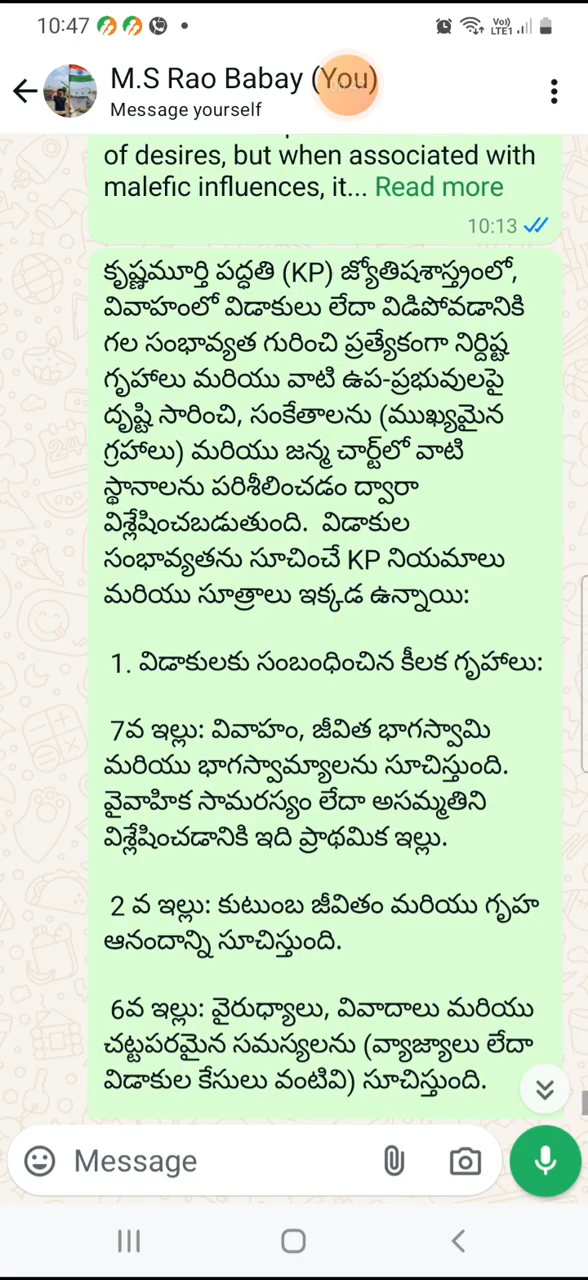 10:47
Vo))
LTE1
M.S Rao Babay (You)
Message yourself
of desires, but when associated with
malefic influences, it... Read more
10:13
కృష్ణమూర్తి పద్ధతి (KP) జ్యోతిషశాస్త్రంలో,
వివాహంలో విడాకులు లేదా విడిపోవడానికి
గల సంభావ్యత గురించి ప్రత్యేకంగా నిర్దిష్ట
గృహాలు మరియు వాటి ఉప-ప్రభువులపై
దృష్టి సారించి, సంకేతాలను (ముఖ్యమైన
గ్రహాలు) మరియు జన్మ చార్ట్‌లో వాటి
స్థానాలను పరిశీలించడం ద్వారా
విశ్లేషించబడుతుంది. విడాకుల
సంభావ్యతను సూచించే KP నియమాలు
మరియు సూత్రాలు ఇక్కడ ఉన్నాయి:
1. విడాకులకు సంబంధించిన కీలక గృహాలు:
7వ ఇల్లు: వివాహం, జీవిత భాగస్వామి
మరియు భాగస్వామ్యాలను సూచిస్తుంది.
వైవాహిక సామరస్యం లేదా అసమ్మతిని
విశ్లేషించడానికి ఇది ప్రాథమిక ఇల్లు.
2 వ ఇల్లు: కుటుంబ జీవితం మరియు గృహ
ఆనందాన్ని సూచిస్తుంది.
6వ ఇల్లు: వైరుధ్యాలు, వివాదాలు మరియు
చట్టపరమైన సమస్యలను (వ్యాజ్యాలు లేదా
విడాకుల కేసులు వంటివి) సూచిస్తుంది.
Message